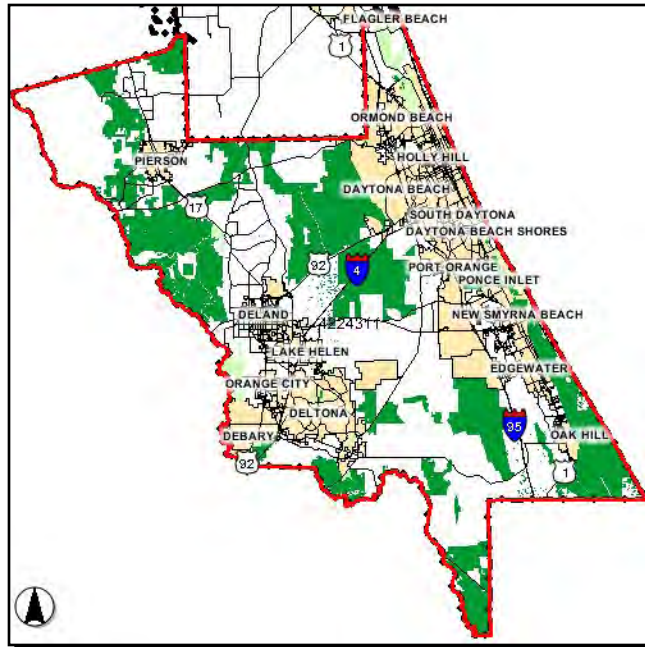 FLAGLER BEACH
1
ORMOND BEACH
HOLLY HILL
PIERSON
DAYTONA BEACH
17
SOUTH DAYTONA
DAYTONA BEACH SHORES
92
4
PORT ORANGE
PONCE INLET
DELAND
NEW SMYRNA BEACH
4224311
LAKE HELEN
EDGEWATER
ORANGE CITY
DELTONA
95
DEBARY
OAK HILL
92
1